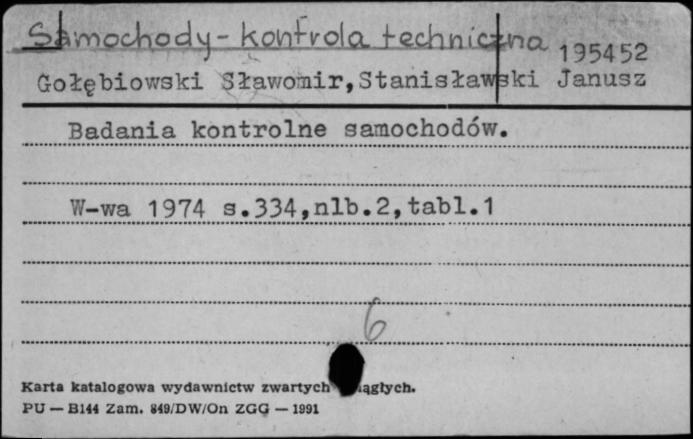 Samochody - kontrola techniczna 195452
Gołębiowski Sławomir, Stanisławski Janusz
Badania kontrolne samochodów.
W-wa 1974 s.334,nlb.2,tabl.1
6
Karta katalogowa wydawnictw zwartych
PU — B144 Zam. 849/DW/On ZGG — 1991